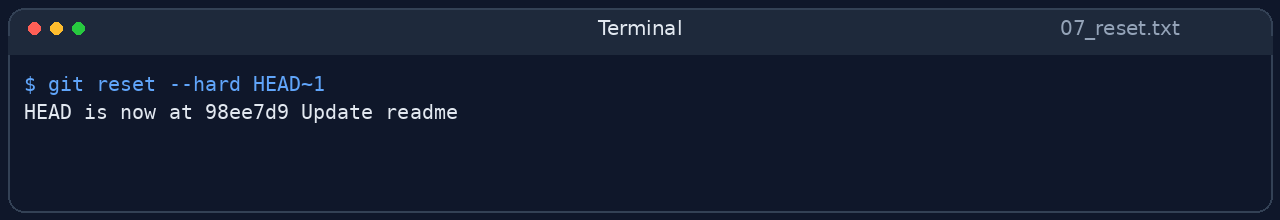 Terminal
07_reset.txt
$ git reset --hard HEAD~1
HEAD is now at 98ee7d9 Update readme